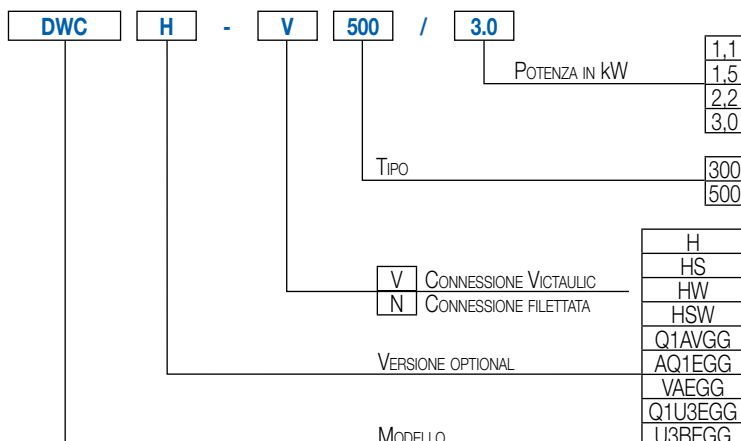 DWC H - V 500 / 3.0
POTENZA IN KW
1,1
1,5
2,2
3,0
TIPO
300
500
V CONNESSIONE VICTAULIC
N CONNESSIONE FILETTATA
H
HS
HW
HSW
Q1AVGG
VERSIONE OPTIONAL
AQ1EGG
VAEGG
Q1U3EGG
U3BEGG
MODELLO